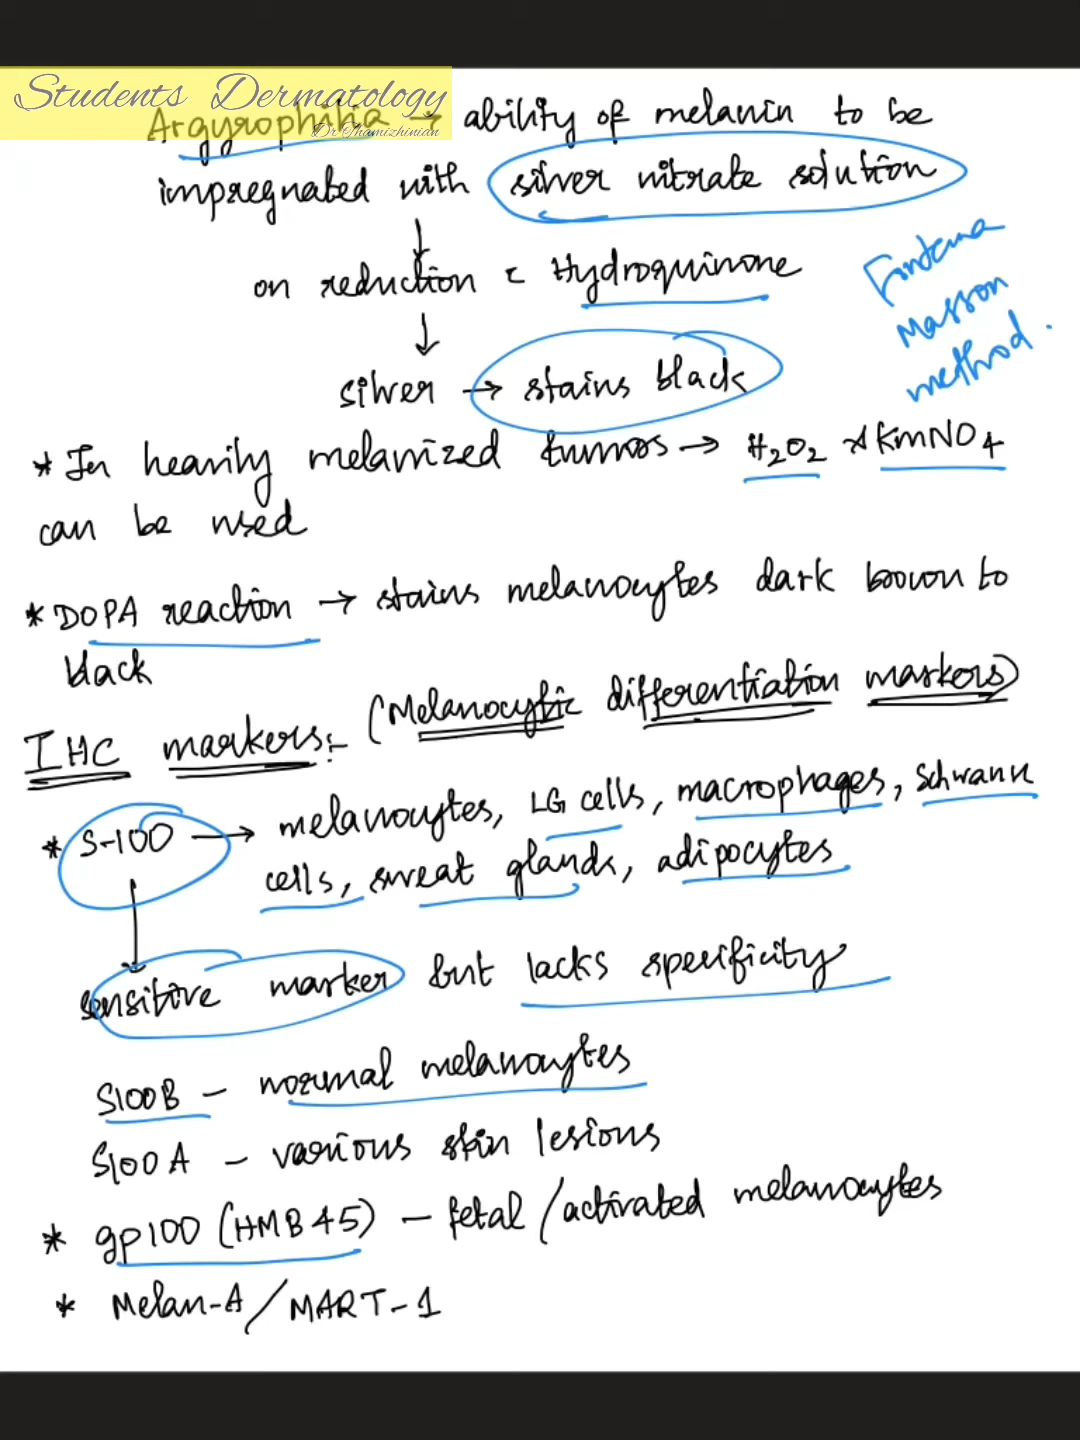 Students Dermatology
Dr Thamizhinian
Argyrophilia → ability of melanin to be
impregnated with silver nitrate solution
↓
on reduction c Hydroquinone
↓
silver → stains black
Fontana
Masson
method.
* In heavily melanized tumors → H2O2 & KmNO4
can be used
* DOPA reaction → stains melanocytes dark brown to
black
IHC markers:- (Melanocytic differentiation markers)
* S-100 → melanocytes, LG cells, macrophages, Schwann
cells, sweat glands, adipocytes
↓
sensitive marker but lacks specificity
S100B - normal melanocytes
S100A - various skin lesions
* gp100 (HMB45) - fetal/activated melanocytes
* Melan-A/MART-1